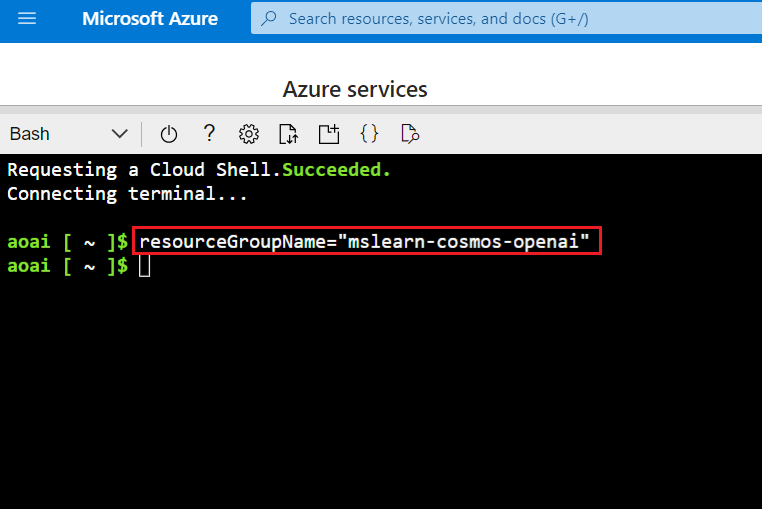 Microsoft Azure
Search resources, services, and docs (G+/)
Azure services
Bash
Requesting a Cloud Shell.Succeeded.
Connecting terminal...
aoai [ ~ ]$ resourceGroupName="mslearn-cosmos-openai"
aoai [ ~ ]$